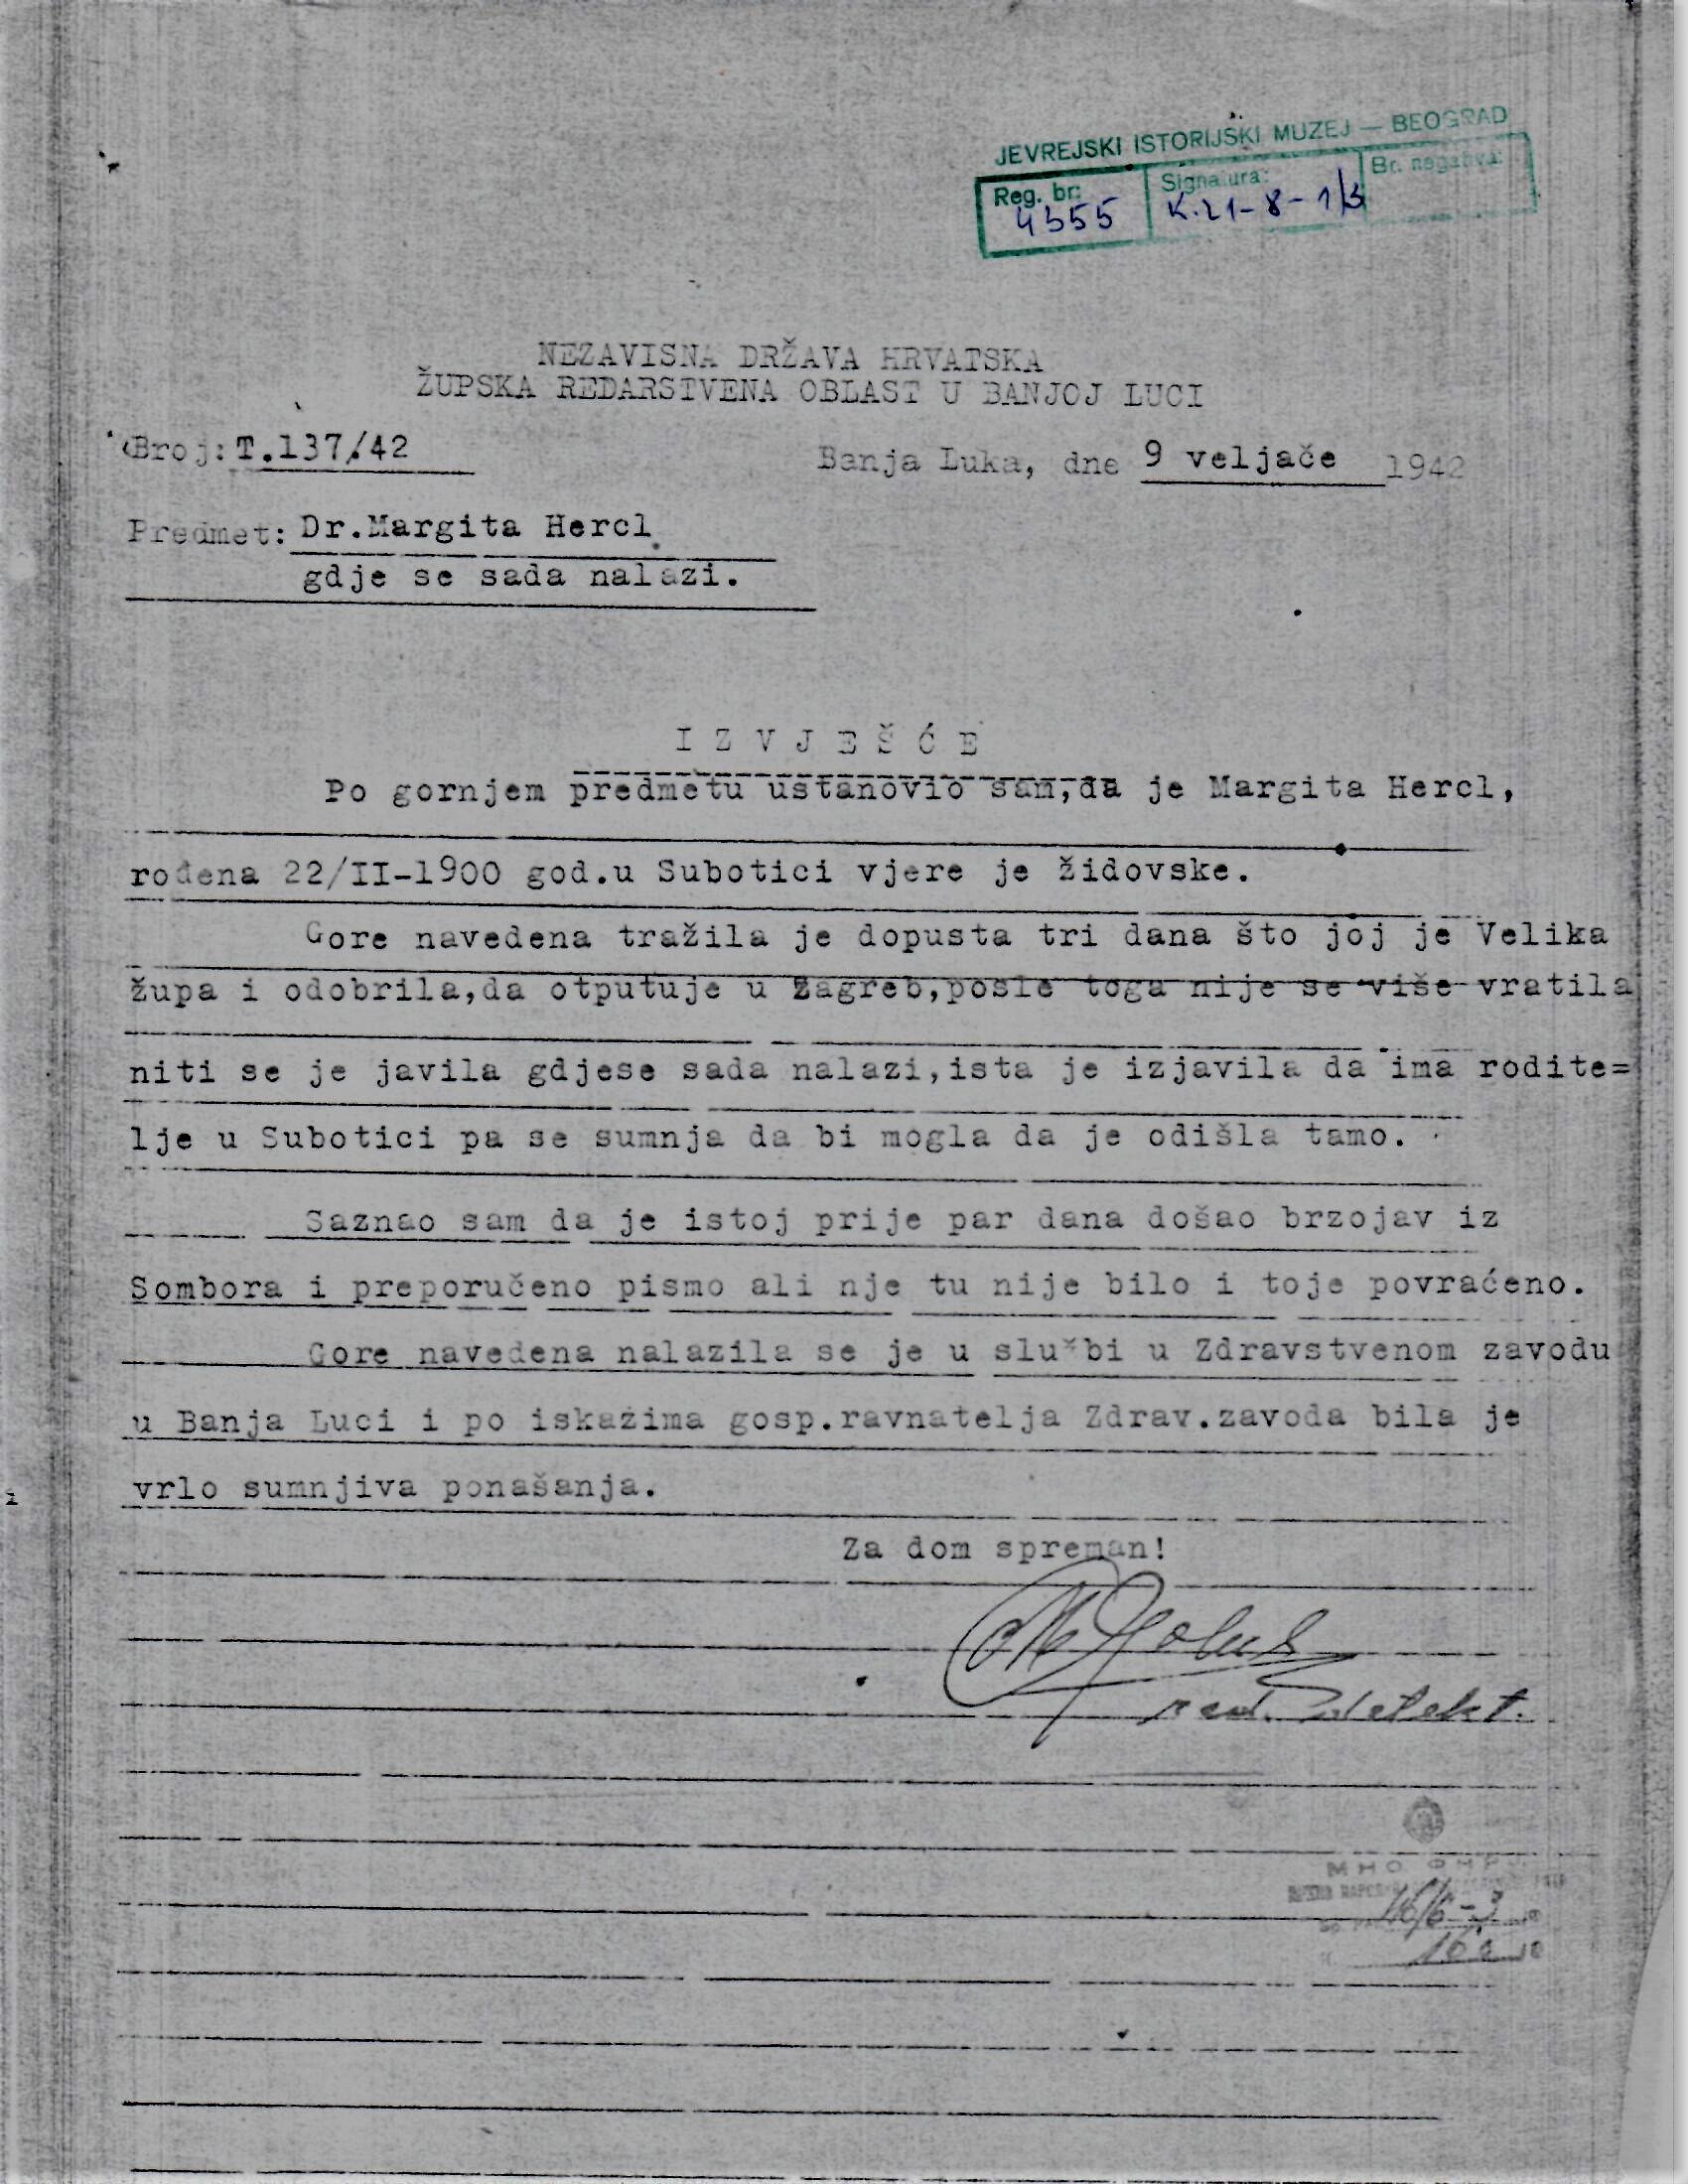 JEVREJSKI ISTORIJSKI MUZEJ — BEOGRAD
Reg. br: Signatura: Br. negativa:
4555 K.21-8-1/3
NEZAVISNA DRŽAVA HRVATSKA
ŽUPSKA REDARSTVENA OBLAST U BANJOJ LUCI
Broj: T.137/42
Banja Luka, dne 9 veljače 1942
Predmet: Dr.Margita Hercl
gdje se sada nalazi.
I Z V J E Š Ć E
Po gornjem predmetu ustanovio sam,da je Margita Hercl,
rođena 22/II-1900 god.u Subotici vjere je židovske.
Gore navedena tražila je dopusta tri dana što joj je Velika
župa i odobrila,da otputuje u Zagreb,posle toga nije se više vratila
niti se je javila gdjese sada nalazi,ista je izjavila da ima rodite=
lje u Subotici pa se sumnja da bi mogla da je odišla tamo.
Saznao sam da je istoj prije par dana došao brzojav iz
Sombora i preporučeno pismo ali nje tu nije bilo i toje povraćeno.
Gore navedena nalazila se je u službi u Zdravstvenom zavodu
u Banja Luci i po iskazima gosp.ravnatelja Zdrav.zavoda bila je
vrlo sumnjiva ponašanja.
Za dom spreman!
red. detekt.
МНО ФНРЈ